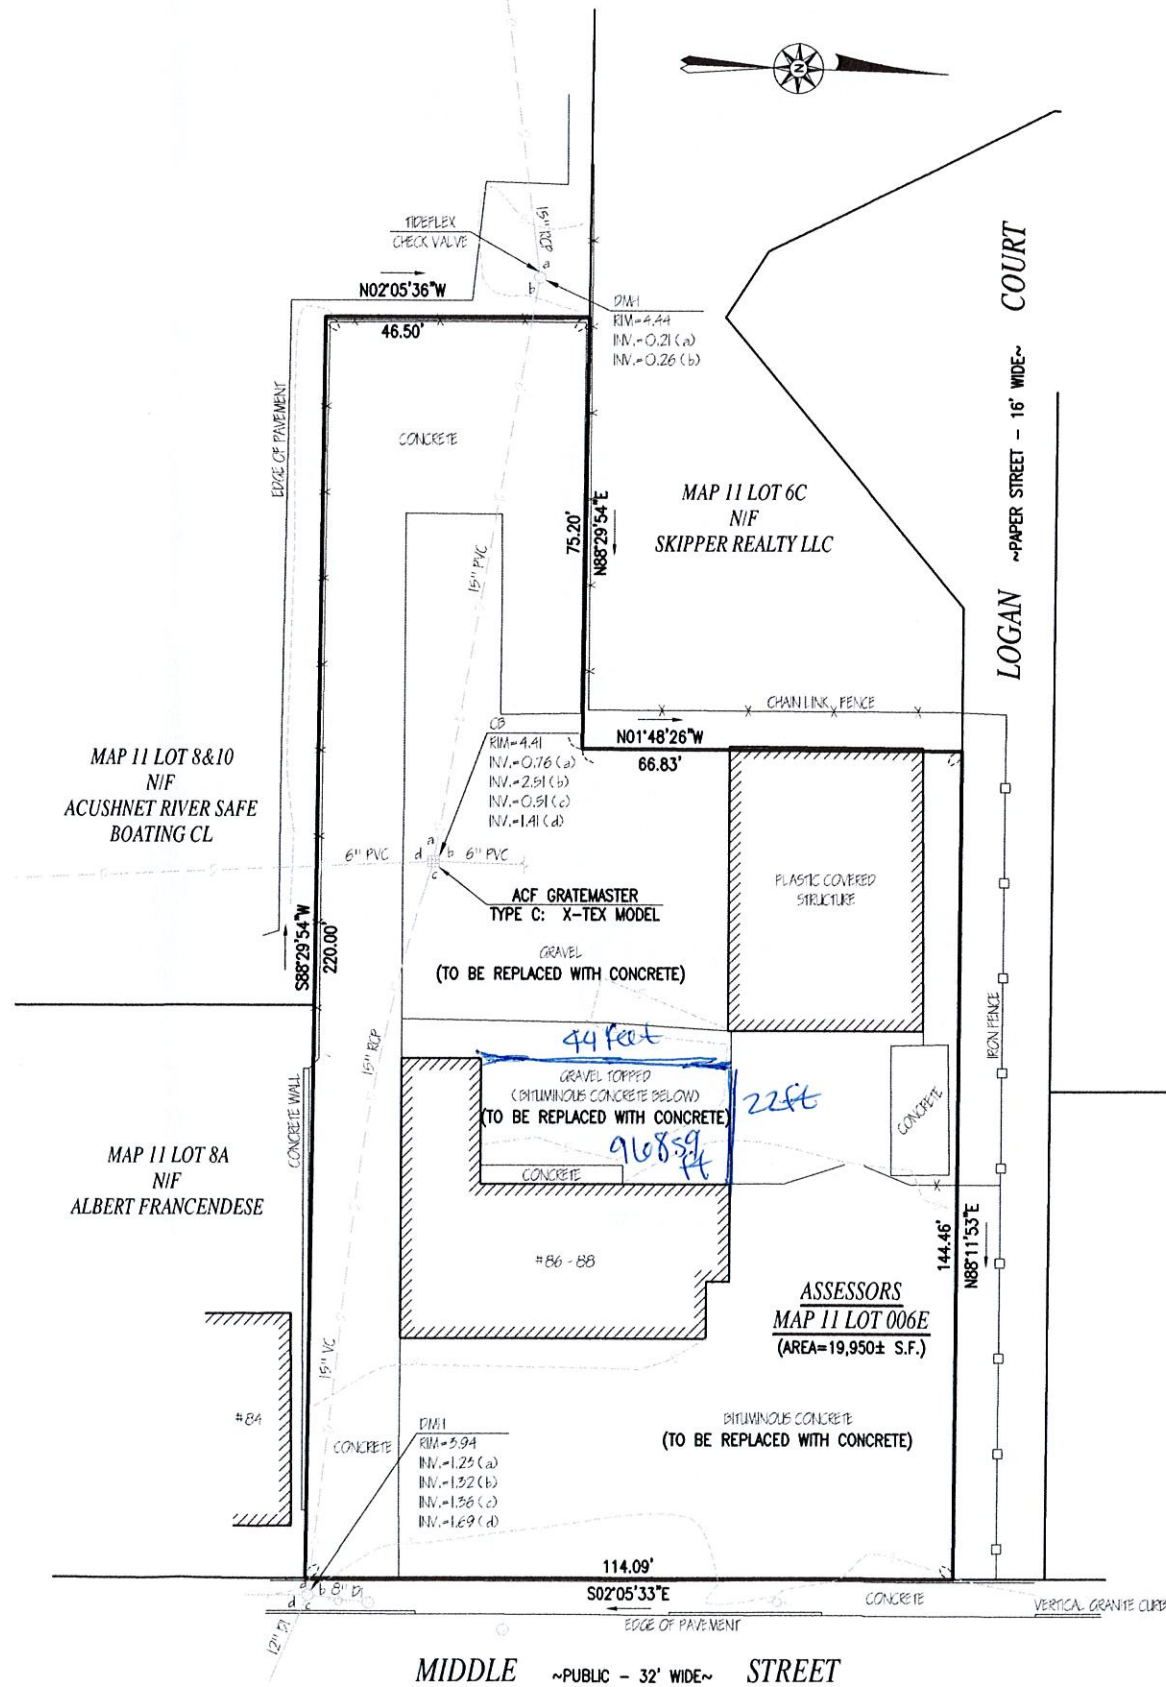 N
TIDEFLEX
CHECK VALVE
15" RCP
a
b
N02°05'36"W
46.50'
DMH
RIM=4.44
INV.=0.21 (a)
INV.=0.26 (b)
LOGAN ~PAPER STREET - 16' WIDE~ COURT
EDGE OF PAVEMENT
CONCRETE
MAP 11 LOT 6C
N/F
SKIPPER REALTY LLC
75.20'
N88°29'54"E
15" PVC
CHAIN LINK FENCE
CB
RIM=4.41
INV.=0.76 (a)
INV.=2.51 (b)
INV.=0.51 (c)
INV.=1.41 (d)
N01°48'26"W
66.83'
MAP 11 LOT 8&10
N/F
ACUSHNET RIVER SAFE
BOATING CL
6" PVC
a
d b
c
6" PVC
ACF GRATEMASTER
TYPE C: X-TEX MODEL
PLASTIC COVERED
STRUCTURE
GRAVEL
(TO BE REPLACED WITH CONCRETE)
S88°29'54"W
220.00'
IRON FENCE
44 feet
GRAVEL TOPPED
(BITUMINOUS CONCRETE BELOW)
(TO BE REPLACED WITH CONCRETE)
22ft
968 sq
ft
CONCRETE
CONCRETE
15" RCP
CONCRETE WALL
MAP 11 LOT 8A
N/F
ALBERT FRANCENDESE
#86 - 88
144.46'
N88°11'53"E
ASSESSORS
MAP 11 LOT 006E
(AREA=19,950± S.F.)
15" VC
#84
CONCRETE
DMH
RIM=3.94
INV.=1.23 (a)
INV.=1.32 (b)
INV.=1.36 (c)
INV.=1.69 (d)
BITUMINOUS CONCRETE
(TO BE REPLACED WITH CONCRETE)
114.09'
S02°05'33"E
a
b 8" DI
d c
12" DI
CONCRETE
VERTICAL GRANITE CURB
EDGE OF PAVEMENT
MIDDLE ~PUBLIC - 32' WIDE~ STREET